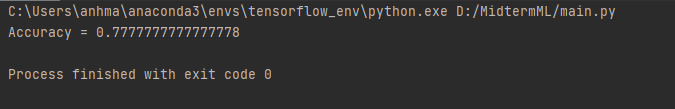 C:\Users\anhma\anaconda3\envs\tensorflow_env\python.exe D:/MidtermML/main.py
Accuracy = 0.7777777777777778
Process finished with exit code 0